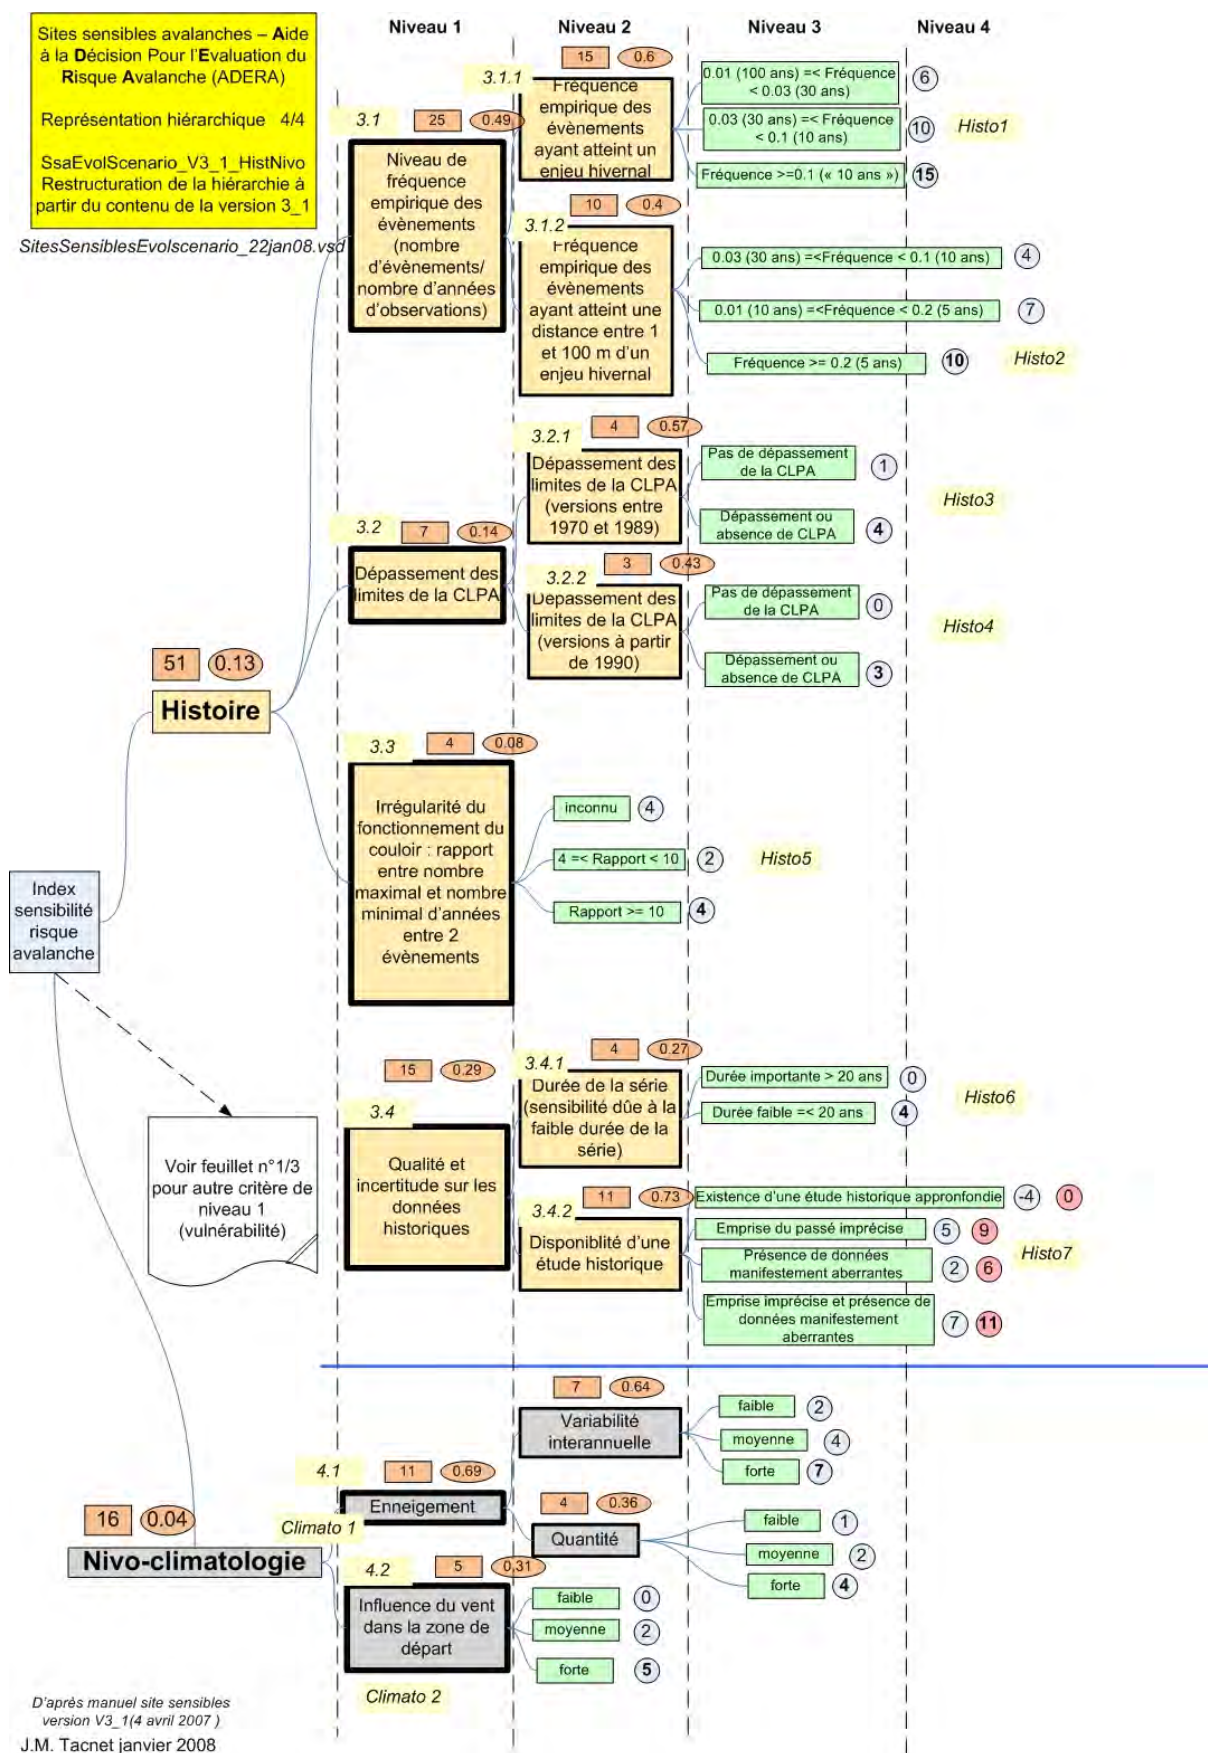 Sites sensibles avalanches – Aide
à la Décision Pour l'Evaluation du
Risque Avalanche (ADERA)
Représentation hiérarchique 4/4
SsaEvolScenario_V3_1_HistNivo
Restructuration de la hiérarchie à
partir du contenu de la version 3_1
SitesSensiblesEvolscenario_22jan08.vsd
Niveau 1
Niveau 2
Niveau 3
Niveau 4
Index
sensibilité
risque
avalanche
Voir feuillet n°1/3
pour autre critère de
niveau 1
(vulnérabilité)
51 0.13
Histoire
3.1 25 0.49
Niveau de
fréquence
empirique des
évènements
(nombre
d'évènements/
nombre d'années
d'observations)
15 0.6
3.1.1
Fréquence
empirique des
évènements
ayant atteint un
enjeu hivernal
0.01 (100 ans) =< Fréquence
< 0.03 (30 ans)
6
0.03 (30 ans) =< Fréquence
< 0.1 (10 ans)
10
Histo1
Fréquence >=0.1 (« 10 ans »)
15
10 0.4
3.1.2
Fréquence
empirique des
évènements
ayant atteint une
distance entre 1
et 100 m d'un
enjeu hivernal
0.03 (30 ans) =<Fréquence < 0.1 (10 ans)
4
0.01 (10 ans) =<Fréquence < 0.2 (5 ans)
7
Fréquence >= 0.2 (5 ans)
10
Histo2
3.2 7 0.14
Dépassement des
limites de la CLPA
4 0.57
3.2.1
Dépassement des
limites de la CLPA
(versions entre
1970 et 1989)
Pas de dépassement
de la CLPA
1
Dépassement ou
absence de CLPA
4
Histo3
3 0.43
3.2.2
Dépassement des
limites de la CLPA
(versions à partir
de 1990)
Pas de dépassement
de la CLPA
0
Dépassement ou
absence de CLPA
3
Histo4
3.3 4 0.08
Irrégularité du
fonctionnement du
couloir : rapport
entre nombre
maximal et nombre
minimal d'années
entre 2
évènements
inconnu
4
4 =< Rapport < 10
2
Rapport >= 10
4
Histo5
15 0.29
3.4
Qualité et
incertitude sur les
données
historiques
4 0.27
3.4.1
Durée de la série
(sensibilité dûe à la
faible durée de la
série)
Durée importante > 20 ans
0
Durée faible =< 20 ans
4
Histo6
11 0.73
3.4.2
Disponiblité d'une
étude historique
Existence d'une étude historique appronfondie
-4 0
Emprise du passé imprécise
5 9
Présence de données
manifestement aberrantes
2 6
Emprise imprécise et présence de
données manifestement
aberrantes
7 11
Histo7
16 0.04
Nivo-climatologie
4.1 11 0.69
Enneigement
Climato 1
7 0.64
Variabilité
interannuelle
faible
2
moyenne
4
forte
7
4 0.36
Quantité
faible
1
moyenne
2
forte
4
4.2 5 0.31
Influence du vent
dans la zone de
départ
faible
0
moyenne
2
forte
5
Climato 2
D'après manuel site sensibles
version V3_1(4 avril 2007 )
J.M. Tacnet janvier 2008